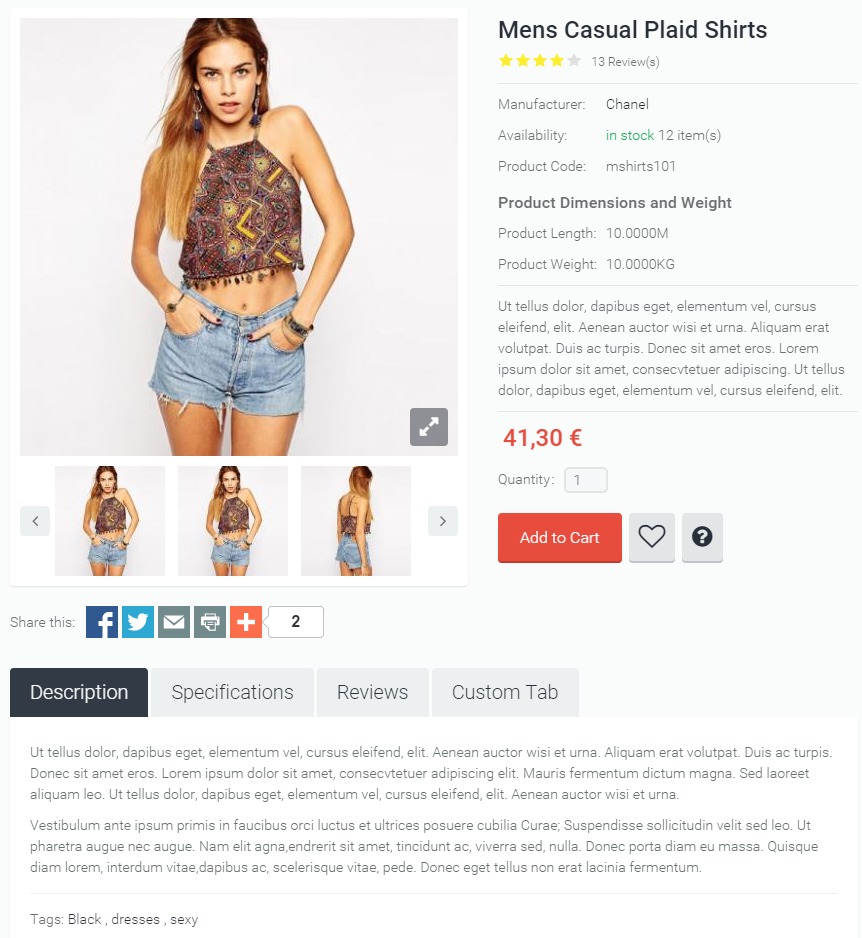 Mens Casual Plaid Shirts
13 Review(s)
Manufacturer: Chanel
Availability: in stock 12 item(s)
Product Code: mshirts101
Product Dimensions and Weight
Product Length: 10.0000M
Product Weight: 10.0000KG
Ut tellus dolor, dapibus eget, elementum vel, cursus
eleifend, elit. Aenean auctor wisi et urna. Aliquam erat
volutpat. Duis ac turpis. Donec sit amet eros. Lorem
ipsum dolor sit amet, consecvtetuer adipiscing. Ut tellus
dolor, dapibus eget, elementum vel, cursus eleifend, elit.
41,30 €
Quantity: 1
Add to Cart
Share this: 2
Description Specifications Reviews Custom Tab
Ut tellus dolor, dapibus eget, elementum vel, cursus eleifend, elit. Aenean auctor wisi et urna. Aliquam erat volutpat. Duis ac turpis.
Donec sit amet eros. Lorem ipsum dolor sit amet, consecvtetuer adipiscing elit. Mauris fermentum dictum magna. Sed laoreet
aliquam leo. Ut tellus dolor, dapibus eget, elementum vel, cursus eleifend, elit. Aenean auctor wisi et urna.
Vestibulum ante ipsum primis in faucibus orci luctus et ultrices posuere cubilia Curae; Suspendisse sollicitudin velit sed leo. Ut
pharetra augue nec augue. Nam elit agna,endrerit sit amet, tincidunt ac, viverra sed, nulla. Donec porta diam eu massa. Quisque
diam lorem, interdum vitae,dapibus ac, scelerisque vitae, pede. Donec eget tellus non erat lacinia fermentum.
Tags: Black , dresses , sexy